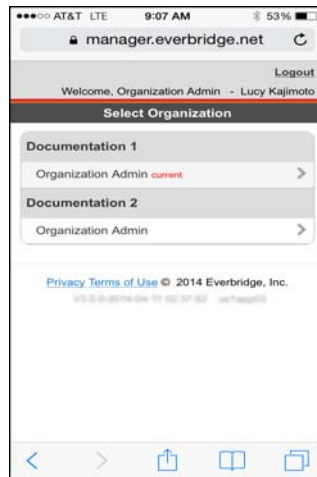 AT&T LTE 9:07 AM 53%
manager.everbridge.net
Logout
Welcome, Organization Admin - Lucy Kajimoto
Select Organization
Documentation 1
Organization Admin current
Documentation 2
Organization Admin
Privacy Terms of Use © 2014 Everbridge, Inc.